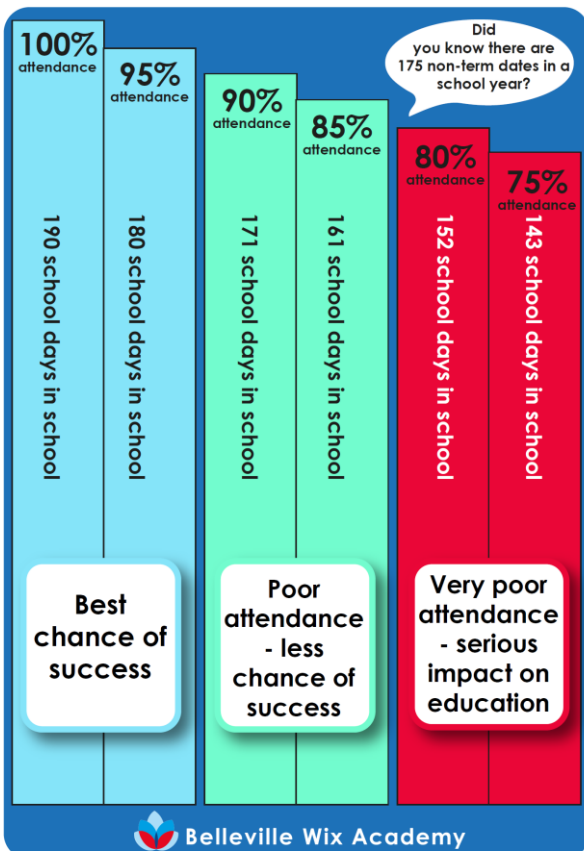 100%
attendance
95%
attendance
90%
attendance
85%
attendance
80%
attendance
75%
attendance
Did
you know there are
175 non-term dates in a
school year?
190 school days in school
180 school days in school
171 school days in school
161 school days in school
152 school days in school
143 school days in school
Best
chance of
success
Poor
attendance
- less
chance of
success
Very poor
attendance
- serious
impact on
education
Belleville Wix Academy